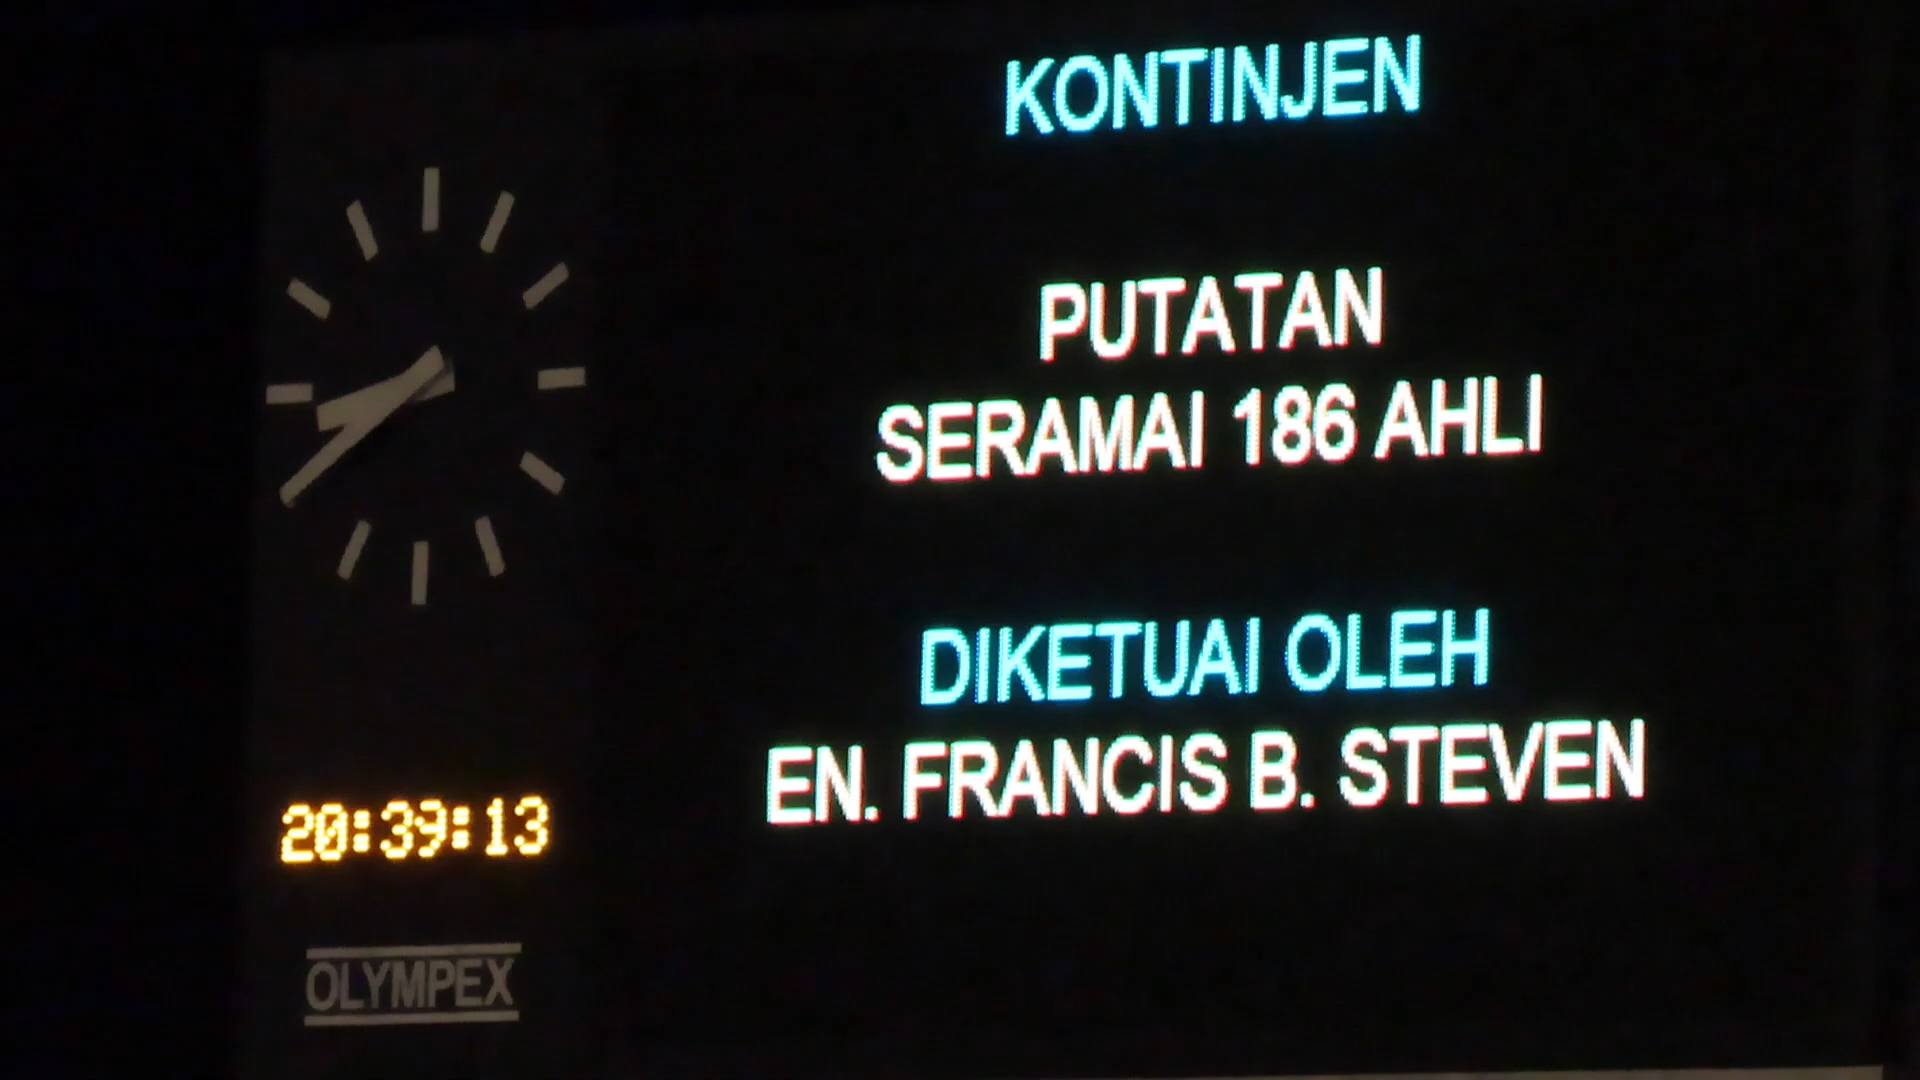 KONTINJEN
PUTATAN
SERAMAI 186 AHLI
DIKETUAI OLEH
EN. FRANCIS B. STEVEN
20:39:13
OLYMPEX